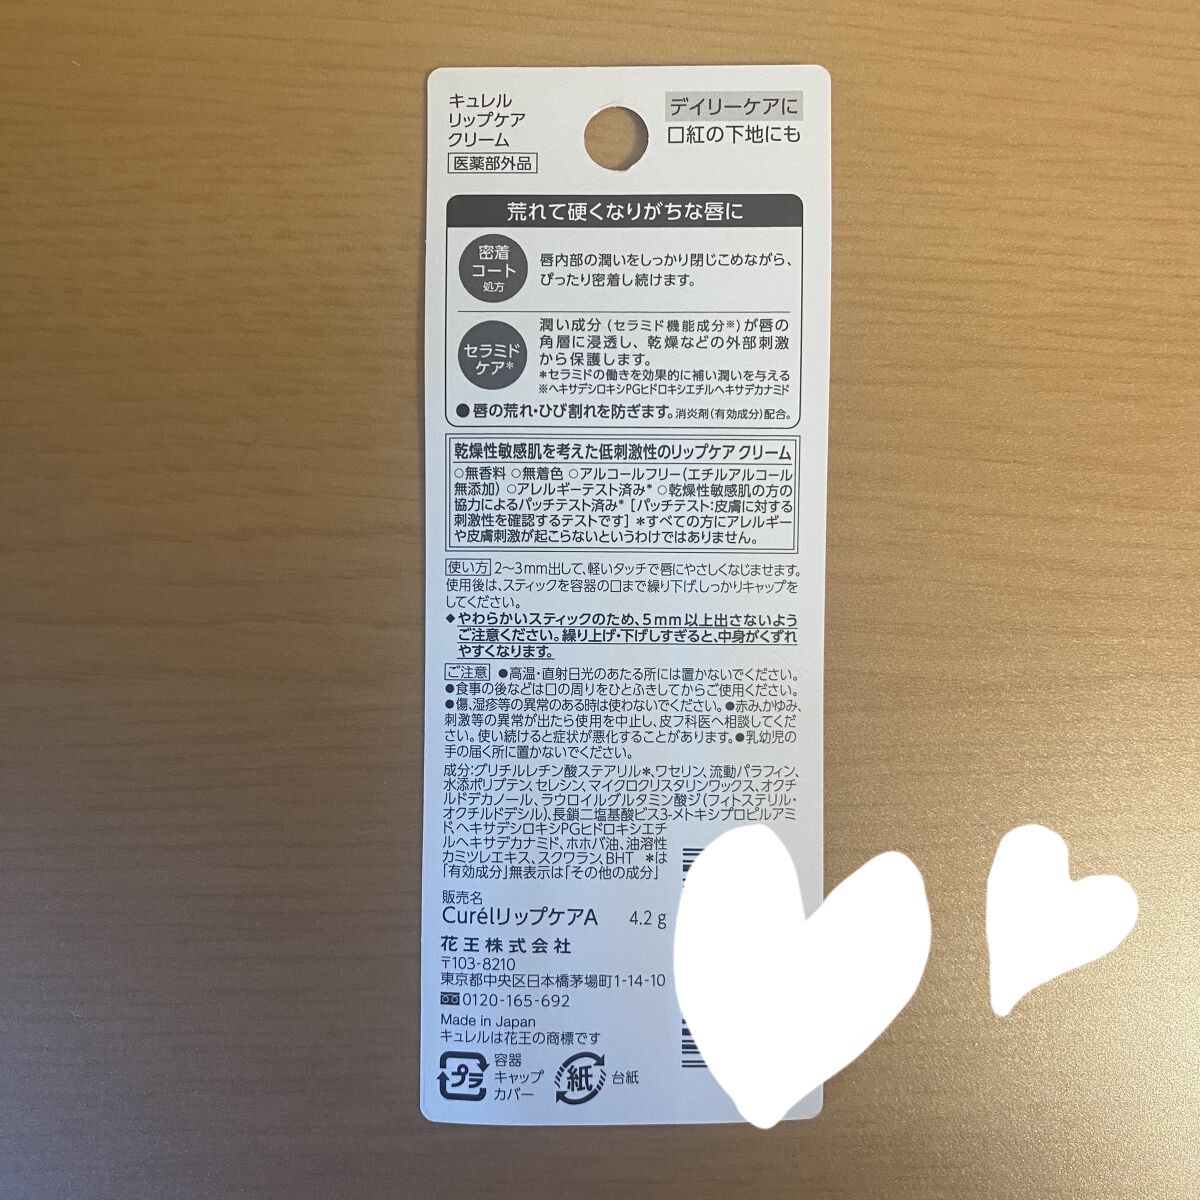 キュレル
リップケア
クリーム
医薬部外品
デイリーケアに
口紅の下地にも
荒れて硬くなりがちな唇に
密着
コート
処方
唇内部の潤いをしっかり閉じこめながら、
ぴったり密着し続けます。
セラミド
ケア*
潤い成分(セラミド機能成分※)が唇の
角層に浸透し、乾燥などの外部刺激
から保護します。
*セラミドの働きを効果的に補い潤いを与える
※ヘキサデシロキシPGヒドロキシエチルヘキサデカナミド
●唇の荒れ・ひび割れを防ぎます。消炎剤(有効成分)配合。
乾燥性敏感肌を考えた低刺激性のリップケア クリーム
○無香料 ○無着色 ○アルコールフリー(エチルアルコール
無添加) ○アレルギーテスト済み* ○乾燥性敏感肌の方の
協力によるパッチテスト済み* [パッチテスト:皮膚に対する
刺激性を確認するテストです] *すべての方にアレルギー
や皮膚刺激が起こらないというわけではありません。
使い方 2〜3mm出して、軽いタッチで唇にやさしくなじませます。
使用後は、スティックを容器の口まで繰り下げ、しっかりキャップを
してください。
◆やわらかいスティックのため、5mm以上出さないよう
ご注意ください。繰り上げ・下げしすぎると、中身がくずれ
やすくなります。
ご注意 ●高温・直射日光のあたる所には置かないでください。
●食事の後などは口の周りをひとふきしてからご使用ください。
●傷、湿疹等の異常のある時は使わないでください。●赤み、かゆみ、
刺激等の異常が出たら使用を中止し、皮フ科医へ相談してくだ
さい。使い続けると症状が悪化することがあります。●乳幼児の
手の届く所に置かないでください。
成分:グリチルレチン酸ステアリル*、ワセリン、流動パラフィン、
水添ポリブテン、セレシン、マイクロクリスタリンワックス、オクチ
ルドデカノール、ラウロイルグルタミン酸ジ(フィトステリル・
オクチルドデシル)、長鎖二塩基酸ビス3-メトキシプロピルアミ
ド、ヘキサデシロキシPGヒドロキシエチ
ルヘキサデカナミド、ホホバ油、油溶性
カミツレエキス、スクワラン、BHT *は
「有効成分」無表示は「その他の成分」
販売名
CurélリップケアA 4.2g
花王株式会社
〒103-8210
東京都中央区日本橋茅場町1-14-10
0120-165-692
Made in Japan
キュレルは花王の商標です
プラ
容器
キャップ
カバー
紙
台紙